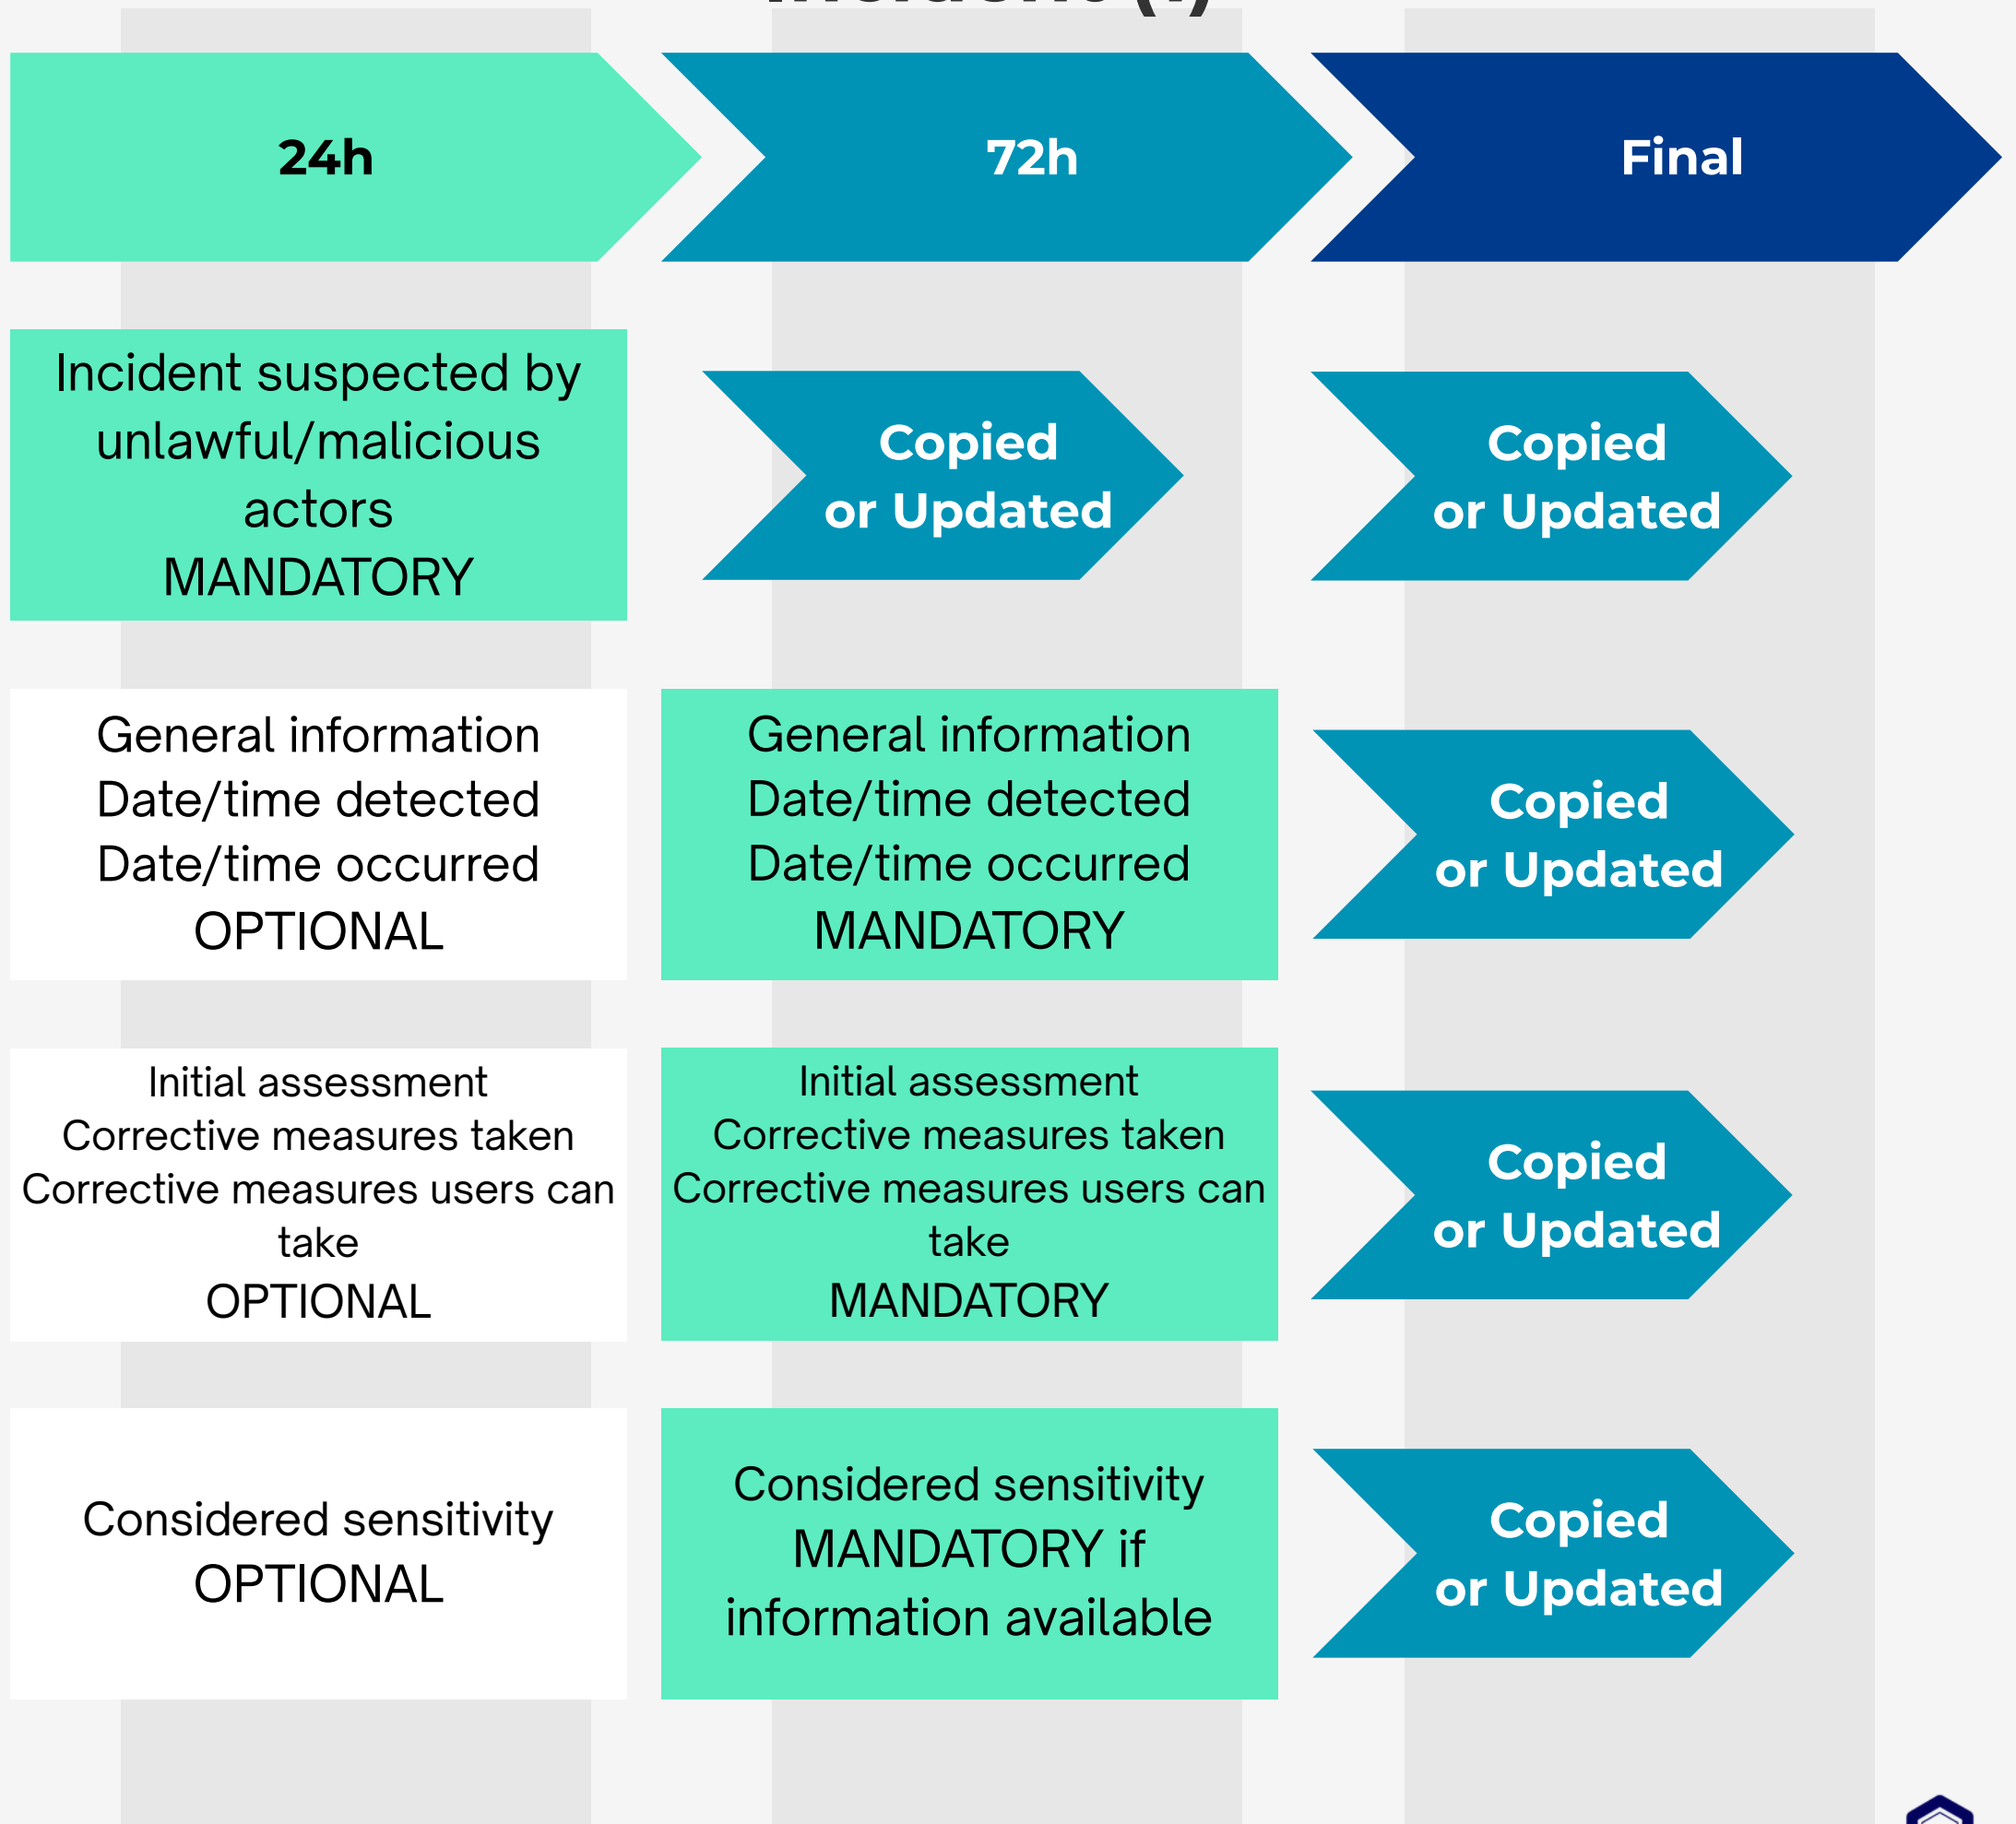 24h
72h
Final
Incident suspected by
unlawful/malicious
actors
MANDATORY
Copied
or Updated
Copied
or Updated
General information
Date/time detected
Date/time occurred
OPTIONAL
General information
Date/time detected
Date/time occurred
MANDATORY
Copied
or Updated
Initial assessment
Corrective measures taken
Corrective measures users can
take
OPTIONAL
Initial assessment
Corrective measures taken
Corrective measures users can
take
MANDATORY
Copied
or Updated
Considered sensitivity
OPTIONAL
Considered sensitivity
MANDATORY if
information available
Copied
or Updated